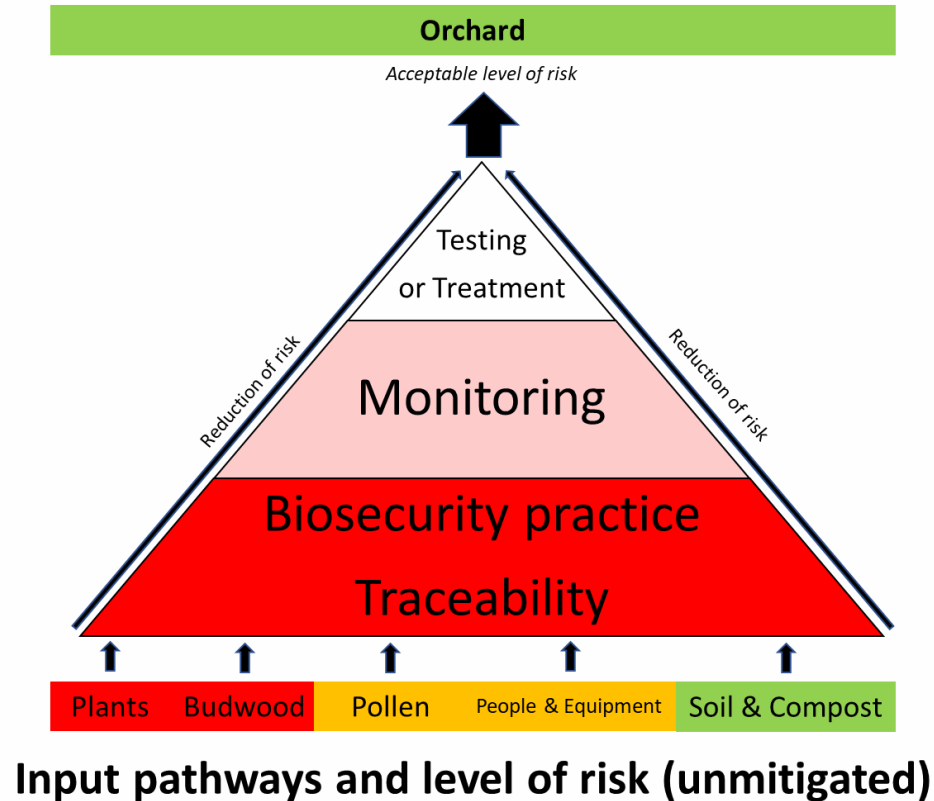 Orchard
Acceptable level of risk
Testing
or Treatment
Reduction of risk
Reduction of risk
Monitoring
Biosecurity practice
Traceability
Plants
Budwood
Pollen
People & Equipment
Soil & Compost
Input pathways and level of risk (unmitigated)